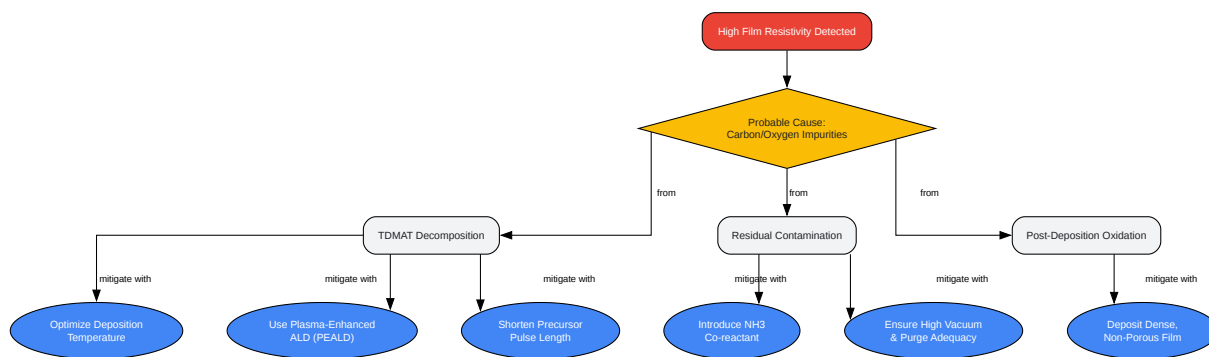 High Film Resistivity Detected
Probable Cause:
Carbon/Oxygen Impurities
from
from
from
TDMAT Decomposition
Residual Contamination
Post-Deposition Oxidation
mitigate with
mitigate with
mitigate with
mitigate with
mitigate with
mitigate with
Optimize Deposition
Temperature
Use Plasma-Enhanced
ALD (PEALD)
Shorten Precursor
Pulse Length
Introduce NH3
Co-reactant
Ensure High Vacuum
& Purge Adequacy
Deposit Dense,
Non-Porous Film